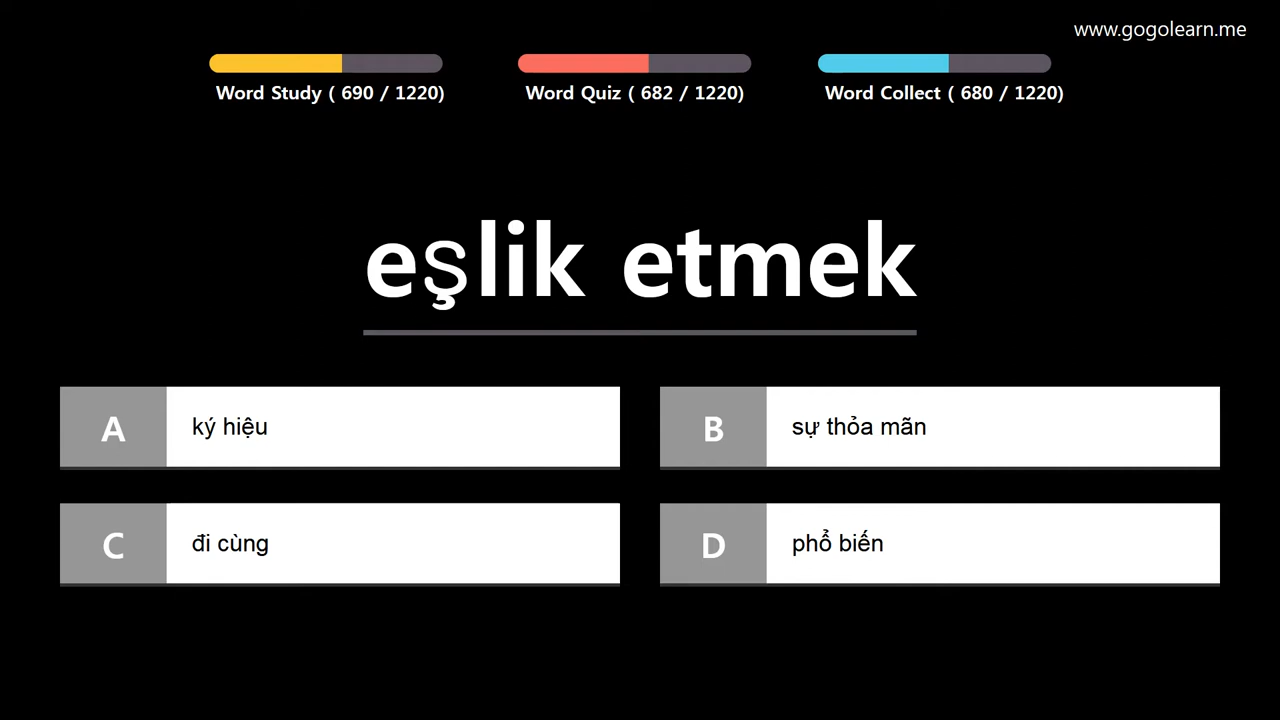 www.gogolearn.me
Word Study ( 690 / 1220)
Word Quiz ( 682 / 1220)
Word Collect ( 680 / 1220)
eşlik etmek
A
ký hiệu
B
sự thỏa mãn
C
đi cùng
D
phổ biến